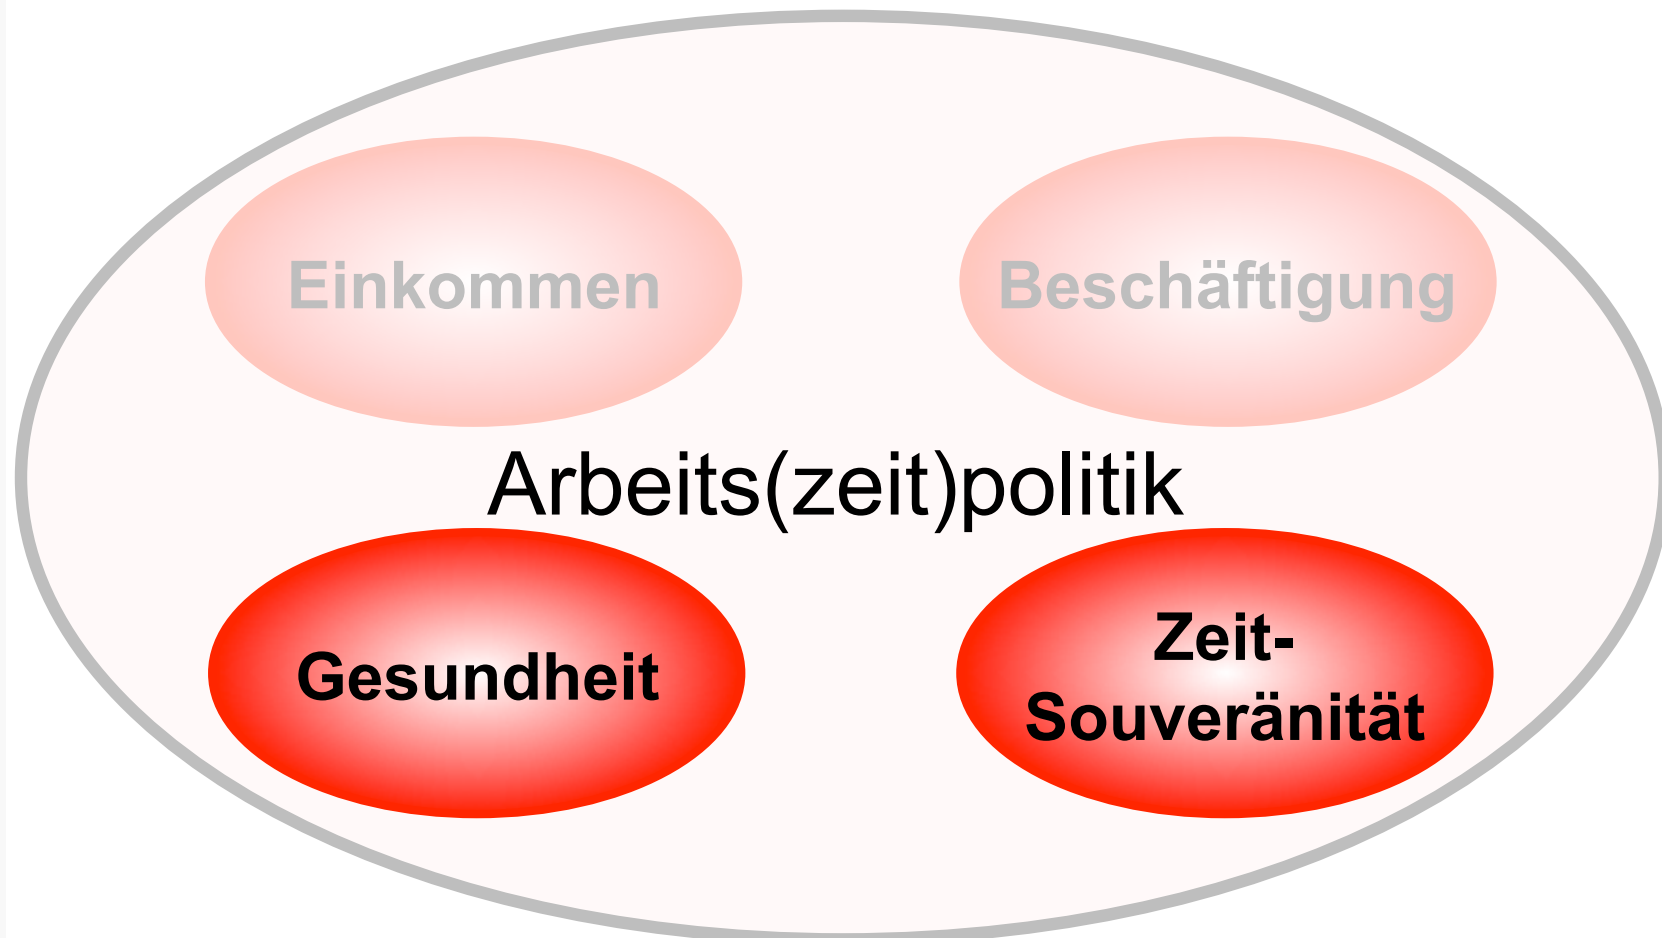 Einkommen
Beschäftigung
Arbeits(zeit)politik
Gesundheit
Zeit-
Souveränität